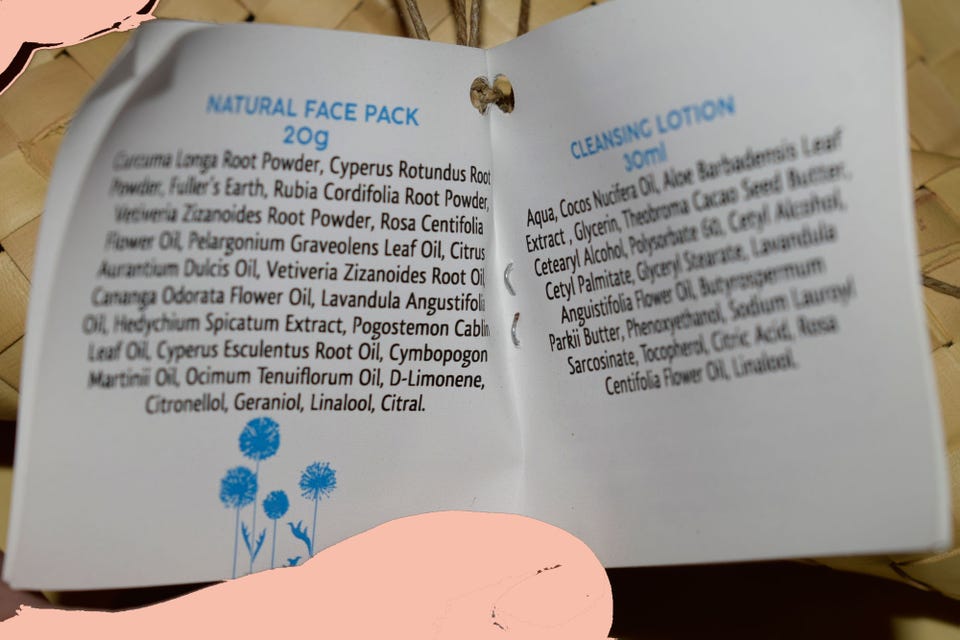 NATURAL FACE PACK
20g
Curcuma Longa Root Powder, Cyperus Rotundus Root
Powder, Fuller's Earth, Rubia Cordifolia Root Powder,
Vetiveria Zizanoides Root Powder, Rosa Centifolia
Flower Oil, Pelargonium Graveolens Leaf Oil, Citrus
Aurantium Dulcis Oil, Vetiveria Zizanoides Root Oil,
Cananga Odorata Flower Oil, Lavandula Angustifolia
Oil, Hedychium Spicatum Extract, Pogostemon Cablin
Leaf Oil, Cyperus Esculentus Root Oil, Cymbopogon
Martinii Oil, Ocimum Tenuiflorum Oil, D-Limonene,
Citronellol, Geraniol, Linalool, Citral.
CLEANSING LOTION
30ml
Aqua, Cocos Nucifera Oil, Aloe Barbadensis Leaf
Extract , Glycerin, Theobroma Cacao Seed Butter,
Cetearyl Alcohol, Polysorbate 60, Cetyl Alcohol,
Cetyl Palmitate, Glyceryl Stearate, Lavandula
Anguistifolia Flower Oil, Butyrospermum
Parkii Butter, Phenoxyethanol, Sodium Lauroyl
Sarcosinate, Tocopherol, Citric Acid, Rosa
Centifolia Flower Oil, Linalool.